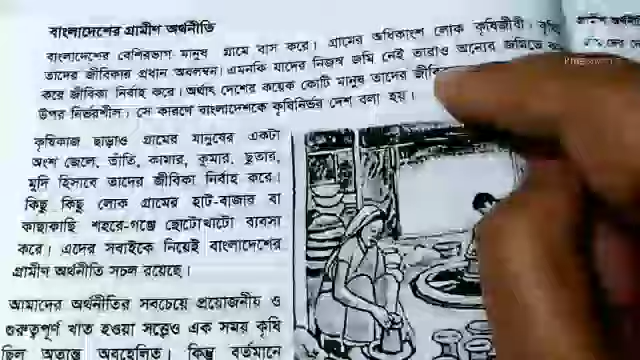 বাংলাদেশের গ্রামীণ অর্থনীতি
বাংলাদেশের বেশিরভাগ মানুষ গ্রামে বাস করে। গ্রামের অধিকাংশ লোক কৃষিজীবী।
তাদের জীবিকার প্রধান অবলম্বন। এমনকি যাদের নিজস্ব জমি নেই তারাও অন্যের জমিতে
করে জীবিকা নির্বাহ করে। অর্থাৎ দেশের কয়েক কোটি মানুষ তাদের
উপর নির্ভরশীল। সে কারণে বাংলাদেশকে কৃষিনির্ভর দেশ বলা হয়।
কৃষিকাজ ছাড়াও গ্রামের মানুষের একটা
অংশ জেলে, তাঁতি, কামার, কুমার, ছুতার,
মুদি হিসাবে তাদের জীবিকা নির্বাহ করে।
কিছু কিছু লোক গ্রামের হাট-বাজার বা
কাছাকাছি শহরে-গঞ্জে ছোটোখাটো ব্যবসা
করে। এদের সবাইকে নিয়েই বাংলাদেশের
গ্রামীণ অর্থনীতি সচল রয়েছে।
আমাদের অর্থনীতির সবচেয়ে প্রয়োজনীয় ও
গুরুত্বপূর্ণ খাত হওয়া সত্ত্বেও এক সময় কৃষি
ছিল অত্যন্ত অবহেলিত। কিন্তু বর্তমানে